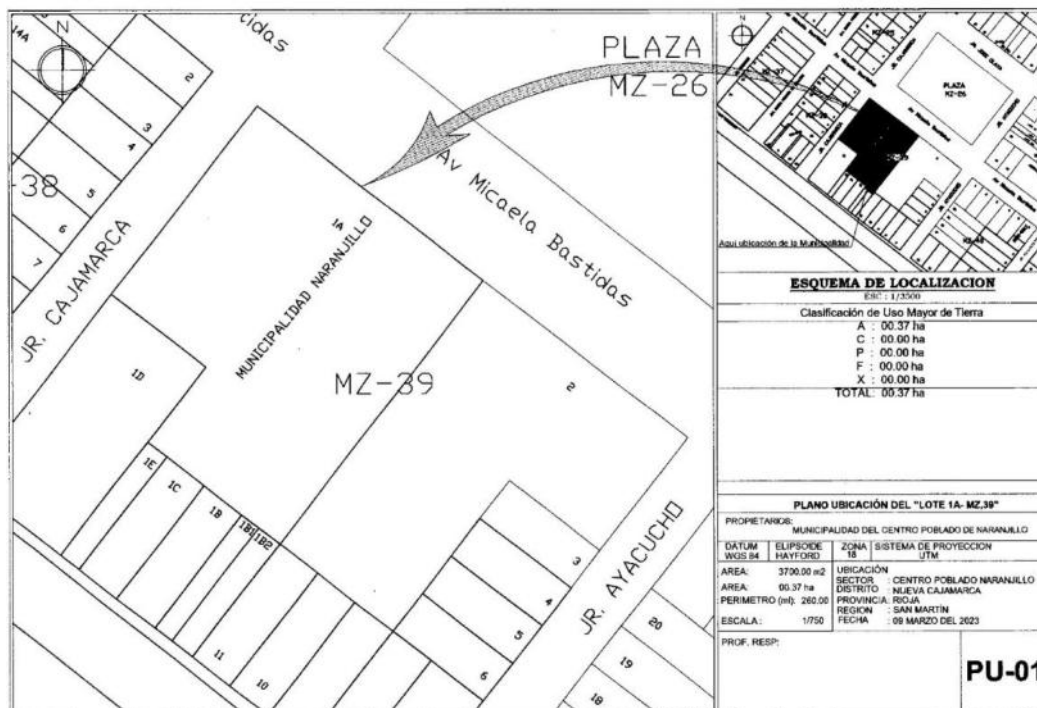 14A
cidas
N
2
3
4
5
6
7
-38
JR. CAJAMARCA
PLAZA
MZ-26
Av Micaela Bastidas
1A
MUNICIPALIDAD NARANJILLO
MZ-39
1D
1E
1C
1B
1B1
1B2
11
10
2
3
4
5
6
JR. AYACUCHO
20
19
18
N
PLAZA
MZ-26
Aqui ubicación de la Municipalidad
ESQUEMA DE LOCALIZACION
ESC : 1/3500
Clasificación de Uso Mayor de Tierra
A : 00.37 ha
C : 00.00 ha
P : 00.00 ha
F : 00.00 ha
X : 00.00 ha
TOTAL: 00.37 ha
PLANO UBICACIÓN DEL "LOTE 1A- MZ,39"
PROPIETARIOS:
MUNICIPALIDAD DEL CENTRO POBLADO DE NARANJILLO
DATUM WGS 84
ELIPSOIDE HAYFORD
ZONA 18
SISTEMA DE PROYECCION UTM
AREA: 3700.00 m2
AREA: 00.37 ha
PERIMETRO (ml): 260.00
ESCALA: 1/750
UBICACIÓN
SECTOR : CENTRO POBLADO NARANJILLO
DISTRITO : NUEVA CAJAMARCA
PROVINCIA: RIOJA
REGION : SAN MARTÍN
FECHA : 09 MARZO DEL 2023
PROF. RESP:
PU-01